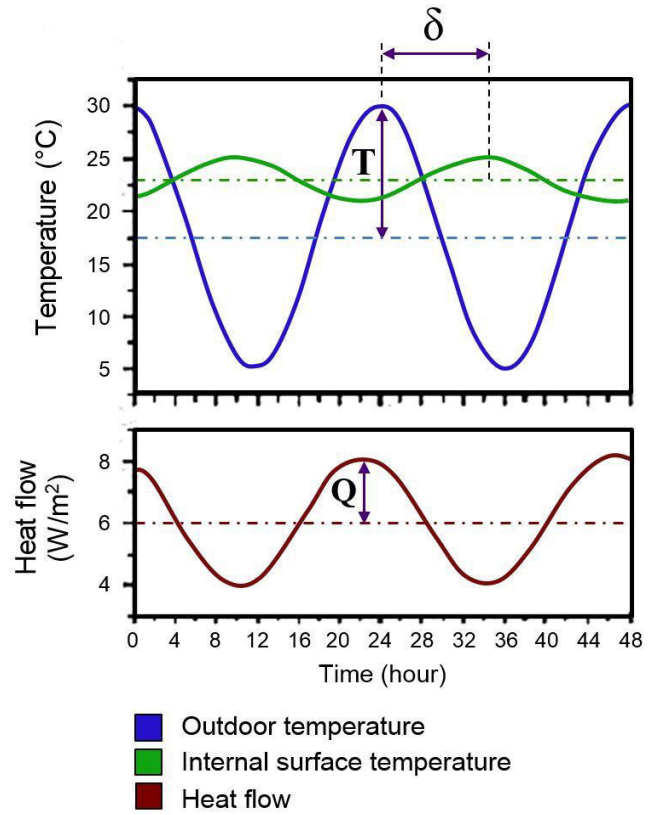 δ
30
25
20
15
10
5
Temperature (°C)
T
8
6
4
Heat flow
(W/m²)
Q
0 4 8 12 16 20 24 28 32 36 40 44 48
Time (hour)
Outdoor temperature
Internal surface temperature
Heat flow